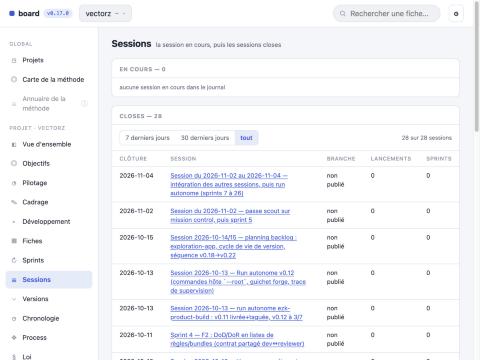 board v0.17.0 vectorz Rechercher une fiche...
GLOBAL
Projets
Carte de la méthode
Annuaire de la
méthode
PROJET · VECTORZ
Vue d'ensemble
Objectifs
Pilotage
Cadrage
Développement
Fiches
Sprints
Sessions
Versions
Chronologie
Process
§ Loi
Sessions la session en cours, puis les sessions closes
EN COURS — 0
aucune session en cours dans le journal
CLOSES — 28
7 derniers jours 30 derniers jours tout 28 sur 28 sessions
CLÔTURE SESSION BRANCHE LANCEMENTS SPRINTS
2026-11-04 Session du 2026-11-02 au 2026-11-04 — non 0 0
intégration des autres sessions, puis run publié
autonome (sprints 7 à 26)
2026-11-02 Session du 2026-11-02 — passe scout sur non 0 0
mission control, puis sprint 5 publié
2026-10-15 Session 2026-10-14/15 — planning backlog : non 0 0
exploration-app, cycle de vie de version, publié
séquence v0.18→v0.22
2026-10-13 Session 2026-10-13 — Run autonome v0.12 non 0 0
(commandes hôte `--root`, guichet forge, trace publié
de supervision)
2026-10-13 Session 2026-10-13 — run autonome ezk- non 0 0
product-build : v0.11 livrée+taguée, v0.12 à 3/7 publié
2026-10-11 Sprint 4 — F2 : DoD/DoR en listes de non 0 0
règles/bundles (contrat partagé dev↔reviewer) publié